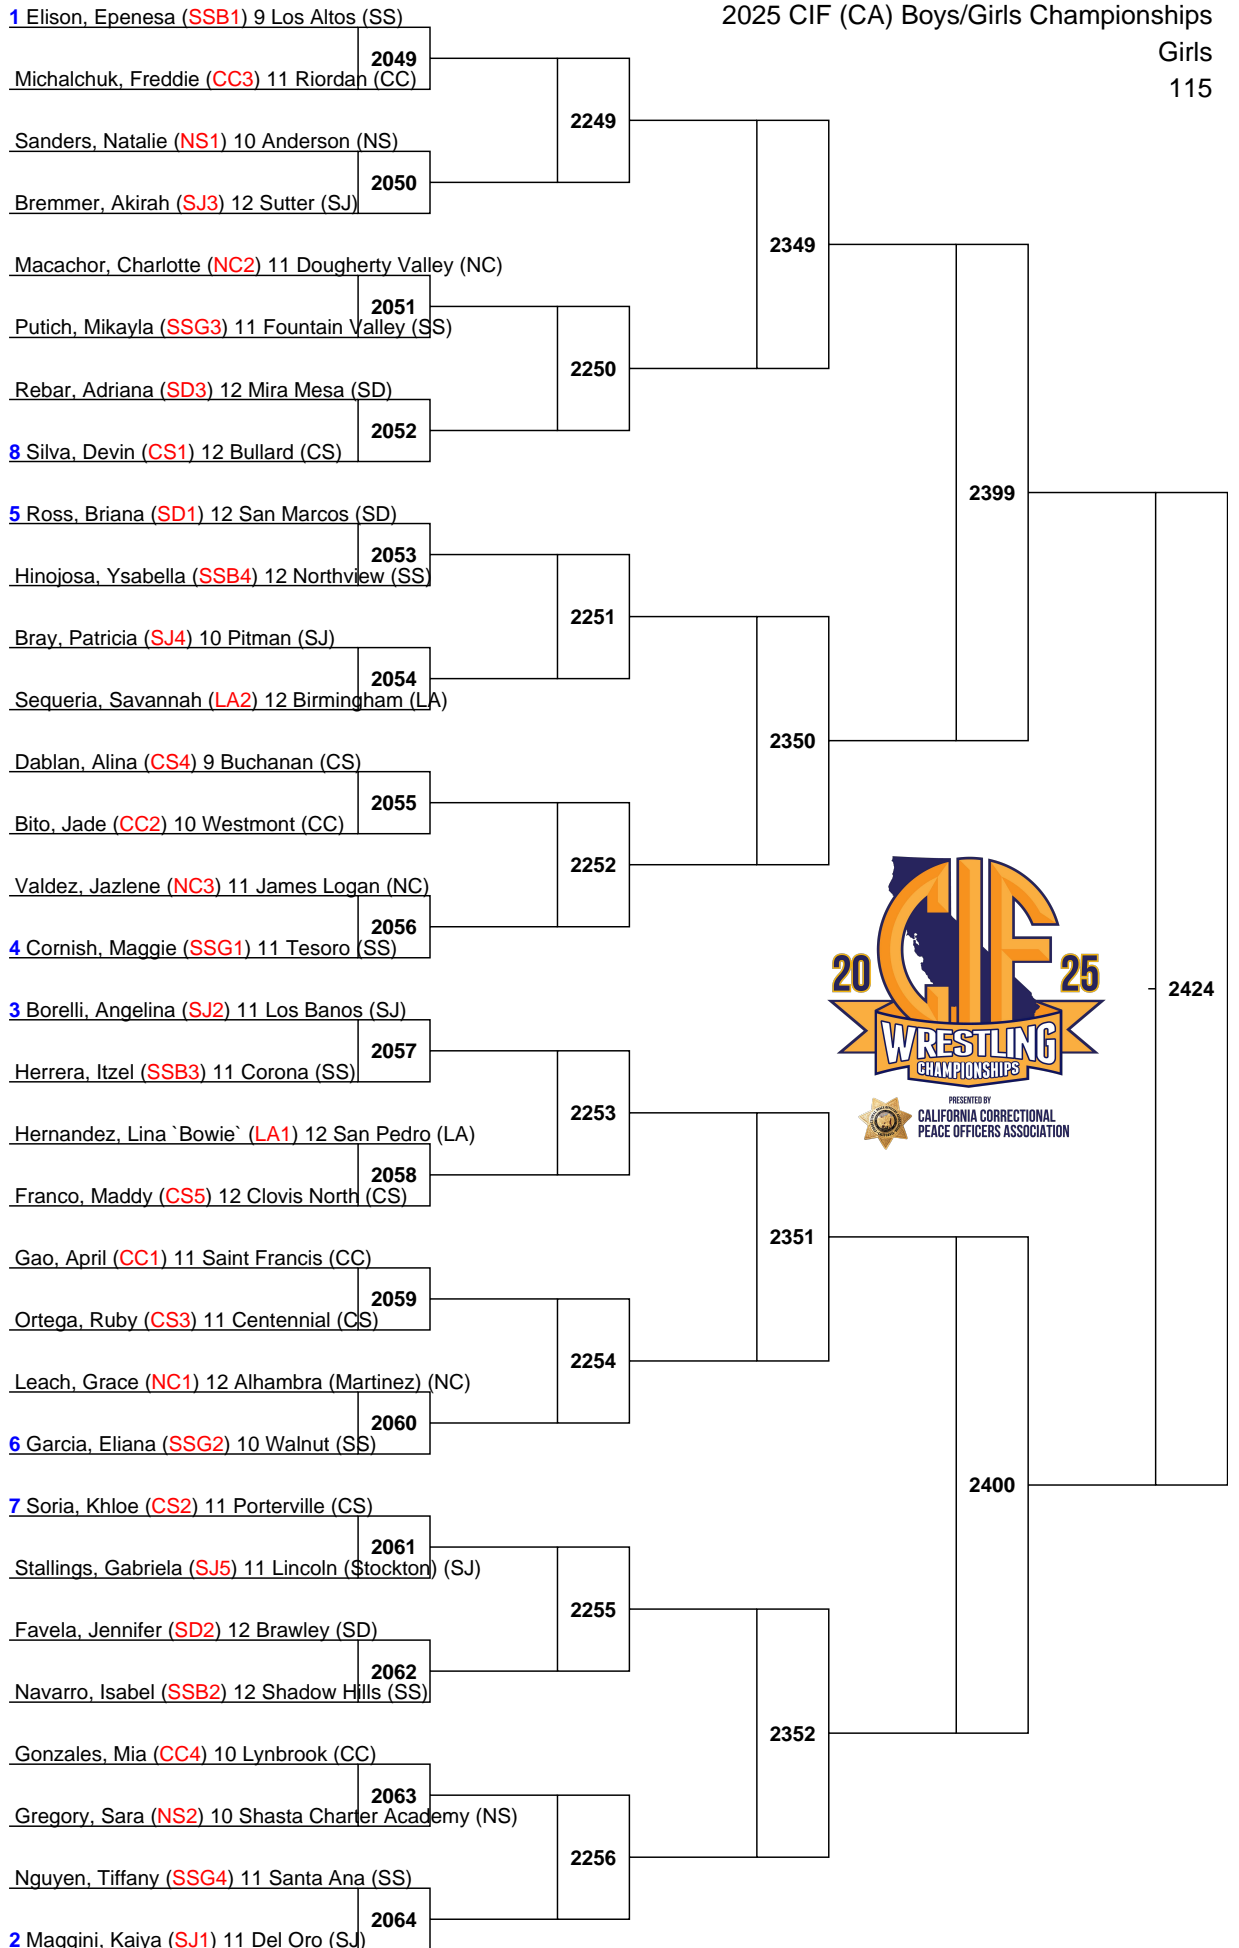 2025 CIF (CA) Boys/Girls Championships
Girls
115
1 Elison, Epenesa (SSB1) 9 Los Altos (SS)
2049
Michalchuk, Freddie (CC3) 11 Riordan (CC)
2249
Sanders, Natalie (NS1) 10 Anderson (NS)
2050
Bremmer, Akirah (SJ3) 12 Sutter (SJ)
2349
Macachor, Charlotte (NC2) 11 Dougherty Valley (NC)
2051
Putich, Mikayla (SSG3) 11 Fountain Valley (SS)
2250
Rebar, Adriana (SD3) 12 Mira Mesa (SD)
2052
8 Silva, Devin (CS1) 12 Bullard (CS)
2399
5 Ross, Briana (SD1) 12 San Marcos (SD)
2053
Hinojosa, Ysabella (SSB4) 12 Northview (SS)
2251
Bray, Patricia (SJ4) 10 Pitman (SJ)
2054
Sequeria, Savannah (LA2) 12 Birmingham (LA)
2350
Dablan, Alina (CS4) 9 Buchanan (CS)
2055
Bito, Jade (CC2) 10 Westmont (CC)
2252
Valdez, Jazlene (NC3) 11 James Logan (NC)
2056
4 Cornish, Maggie (SSG1) 11 Tesoro (SS)
CIF
20 25
WRESTLING
CHAMPIONSHIPS
PRESENTED BY
CALIFORNIA CORRECTIONAL
PEACE OFFICERS ASSOCIATION
2424
3 Borelli, Angelina (SJ2) 11 Los Banos (SJ)
2057
Herrera, Itzel (SSB3) 11 Corona (SS)
2253
Hernandez, Lina `Bowie` (LA1) 12 San Pedro (LA)
2058
Franco, Maddy (CS5) 12 Clovis North (CS)
2351
Gao, April (CC1) 11 Saint Francis (CC)
2059
Ortega, Ruby (CS3) 11 Centennial (CS)
2254
Leach, Grace (NC1) 12 Alhambra (Martinez) (NC)
2060
6 Garcia, Eliana (SSG2) 10 Walnut (SS)
2400
7 Soria, Khloe (CS2) 11 Porterville (CS)
2061
Stallings, Gabriela (SJ5) 11 Lincoln (Stockton) (SJ)
2255
Favela, Jennifer (SD2) 12 Brawley (SD)
2062
Navarro, Isabel (SSB2) 12 Shadow Hills (SS)
2352
Gonzales, Mia (CC4) 10 Lynbrook (CC)
2063
Gregory, Sara (NS2) 10 Shasta Charter Academy (NS)
2256
Nguyen, Tiffany (SSG4) 11 Santa Ana (SS)
2064
2 Maggini, Kaiya (SJ1) 11 Del Oro (SJ)